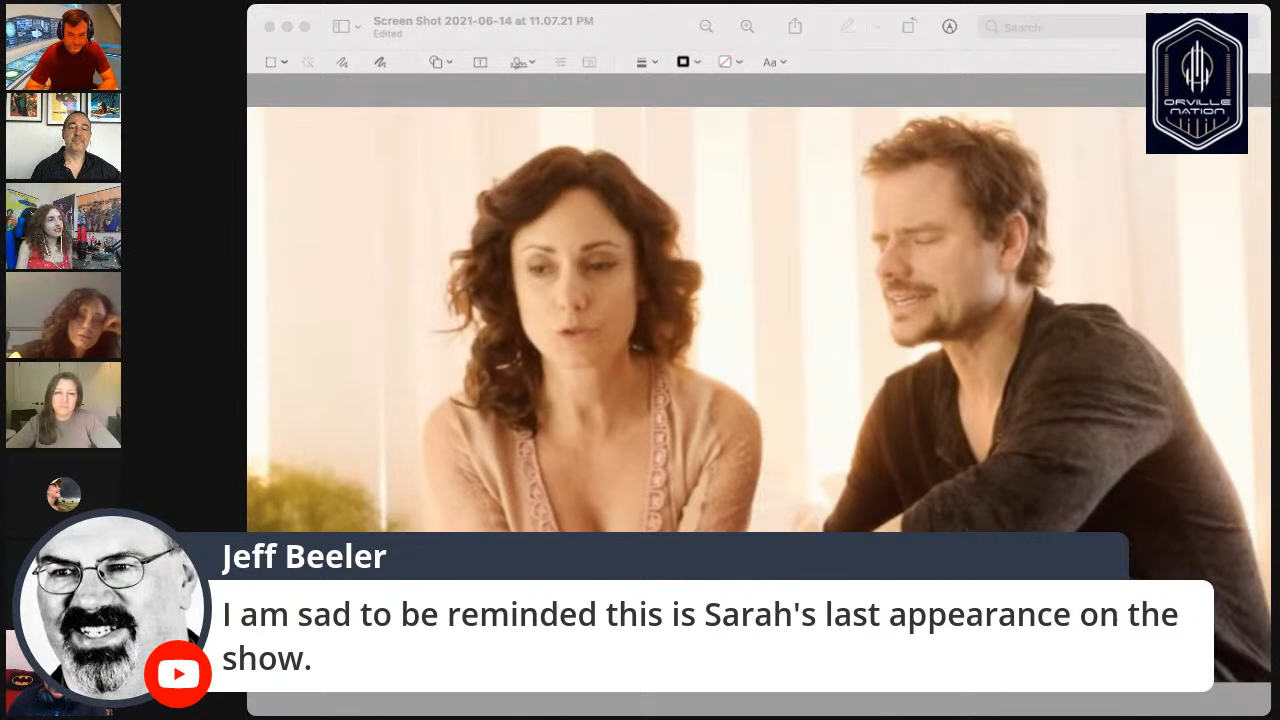 Screen Shot 2021-06-14 at 11.07.21 PM
Edited
Search
Aa
ORVILLE
NATION
Jeff Beeler
I am sad to be reminded this is Sarah's last appearance on the
show.